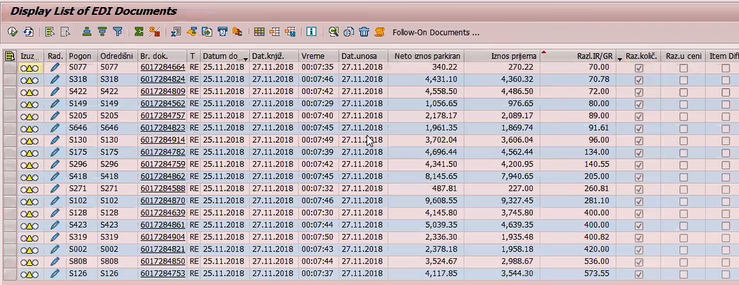 Display List of EDI Documents
Follow-On Documents ...
Izuz Rad. Pogon Odredišni Br. dok. T Datum do_ Dat.knjiž. Vreme Dat.unosa Neto iznos parkiran Iznos prijema Razl.IR/GR Raz.količ. Raz.u ceni Item Diff
S077 S077 6017284664 RE 25.11.2018 27.11.2018 00:07:35 27.11.2018 340.22 270.22 70.00
S318 S318 6017284824 RE 25.11.2018 27.11.2018 00:07:46 27.11.2018 4,431.10 4,360.32 70.78
S422 S422 6017284809 RE 25.11.2018 27.11.2018 00:07:42 27.11.2018 4,558.50 4,486.50 72.00
S149 S149 6017284562 RE 25.11.2018 27.11.2018 00:07:29 27.11.2018 1,056.65 976.65 80.00
S205 S205 6017284757 RE 25.11.2018 27.11.2018 00:07:40 27.11.2018 2,178.17 2,089.17 89.00
S646 S646 6017284823 RE 25.11.2018 27.11.2018 00:07:45 27.11.2018 1,961.35 1,869.74 91.61
S130 S130 6017284914 RE 25.11.2018 27.11.2018 00:07:49 27.11.2018 3,702.04 3,606.04 96.00
S175 S175 6017284782 RE 25.11.2018 27.11.2018 00:07:39 27.11.2018 4,696.44 4,562.44 134.00
S296 S296 6017284759 RE 25.11.2018 27.11.2018 00:07:42 27.11.2018 4,341.50 4,200.95 140.55
S418 S418 6017284862 RE 25.11.2018 27.11.2018 00:07:45 27.11.2018 8,145.65 7,940.65 205.00
S271 S271 6017284588 RE 25.11.2018 27.11.2018 00:07:32 27.11.2018 487.81 227.00 260.81
S102 S102 6017284870 RE 25.11.2018 27.11.2018 00:07:46 27.11.2018 9,608.55 9,327.45 281.10
S128 S128 6017284639 RE 25.11.2018 27.11.2018 00:07:30 27.11.2018 4,145.80 3,745.80 400.00
S423 S423 6017284861 RE 25.11.2018 27.11.2018 00:07:44 27.11.2018 5,039.35 4,639.35 400.00
S319 S319 6017284904 RE 25.11.2018 27.11.2018 00:07:50 27.11.2018 2,336.30 1,935.48 400.82
S002 S002 6017284821 RE 25.11.2018 27.11.2018 00:07:43 27.11.2018 2,378.18 1,958.18 420.00
S808 S808 6017284850 RE 25.11.2018 27.11.2018 00:07:44 27.11.2018 3,524.67 2,988.67 536.00
S126 S126 6017284753 RE 25.11.2018 27.11.2018 00:07:37 27.11.2018 4,117.85 3,544.30 573.55